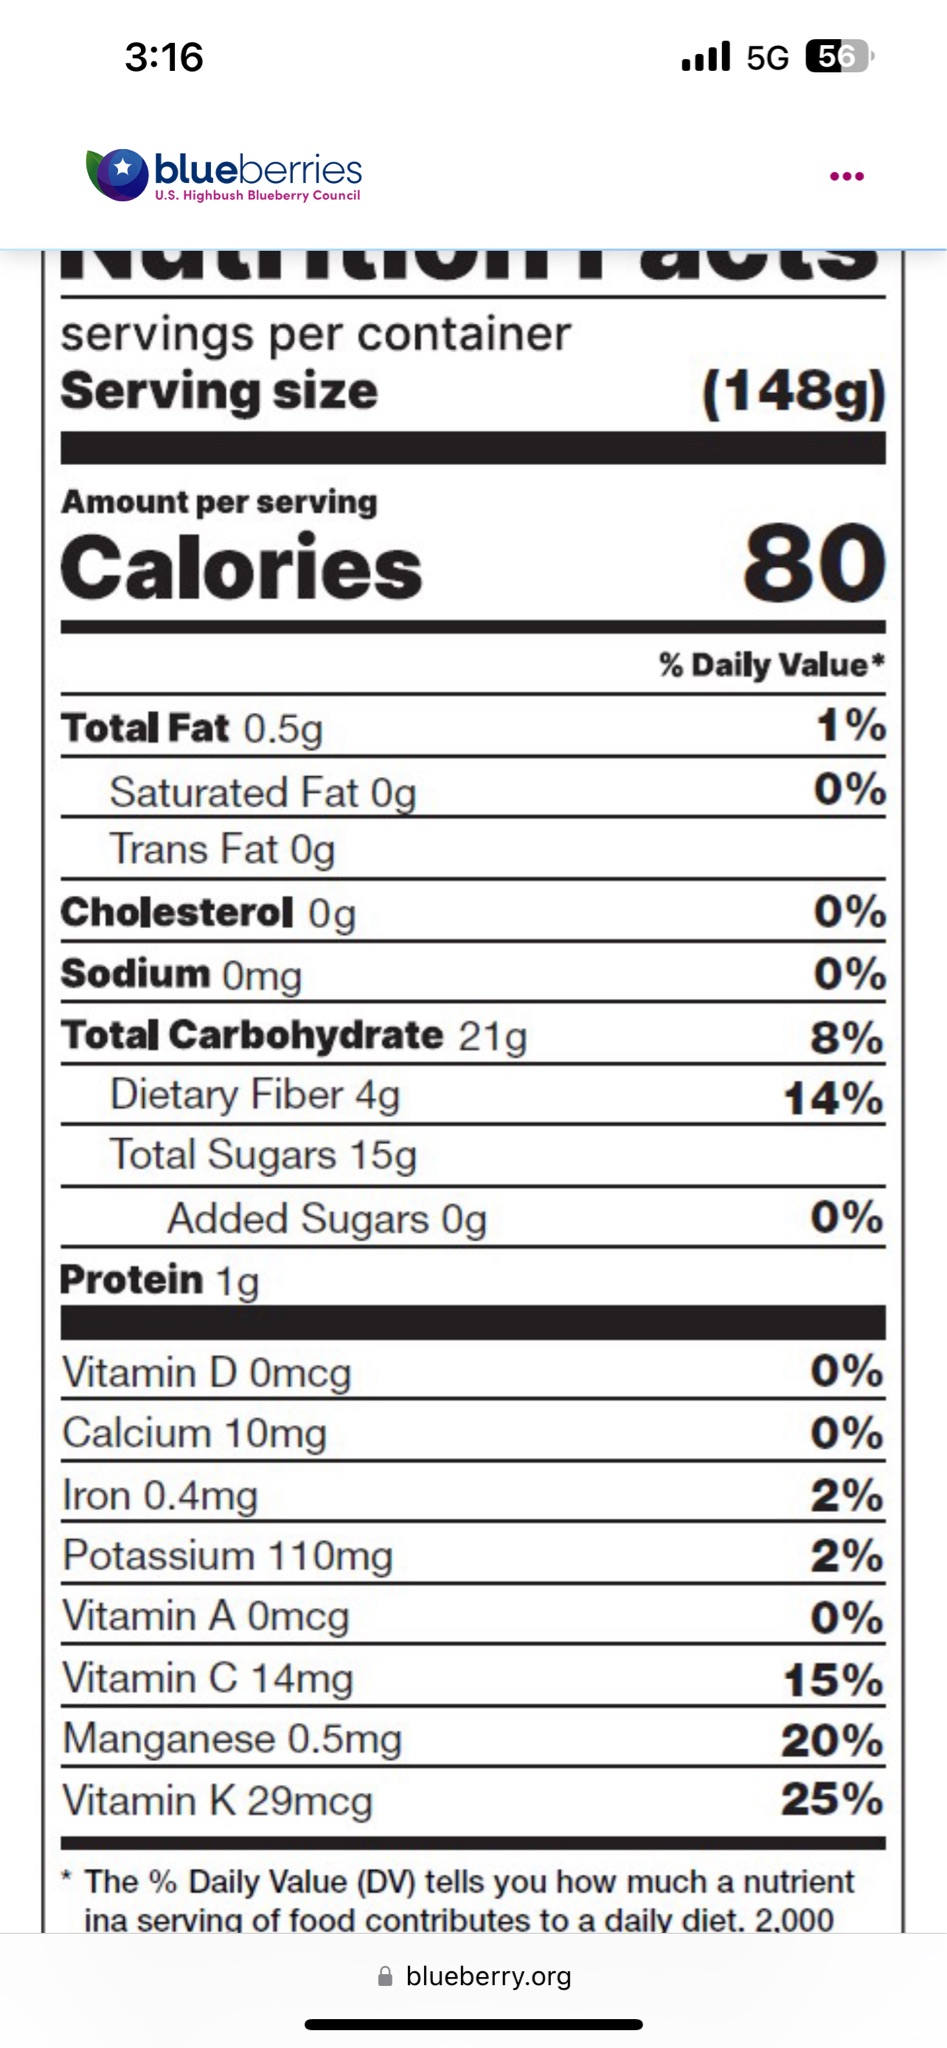 3:16
5G 56
blueberries
U.S. Highbush Blueberry Council
Nutrition Facts
servings per container
Serving size (148g)
Amount per serving
Calories 80
% Daily Value*
Total Fat 0.5g 1%
Saturated Fat 0g 0%
Trans Fat 0g
Cholesterol 0g 0%
Sodium 0mg 0%
Total Carbohydrate 21g 8%
Dietary Fiber 4g 14%
Total Sugars 15g
Added Sugars 0g 0%
Protein 1g
Vitamin D 0mcg 0%
Calcium 10mg 0%
Iron 0.4mg 2%
Potassium 110mg 2%
Vitamin A 0mcg 0%
Vitamin C 14mg 15%
Manganese 0.5mg 20%
Vitamin K 29mcg 25%
* The % Daily Value (DV) tells you how much a nutrient
ina serving of food contributes to a daily diet. 2,000
blueberry.org